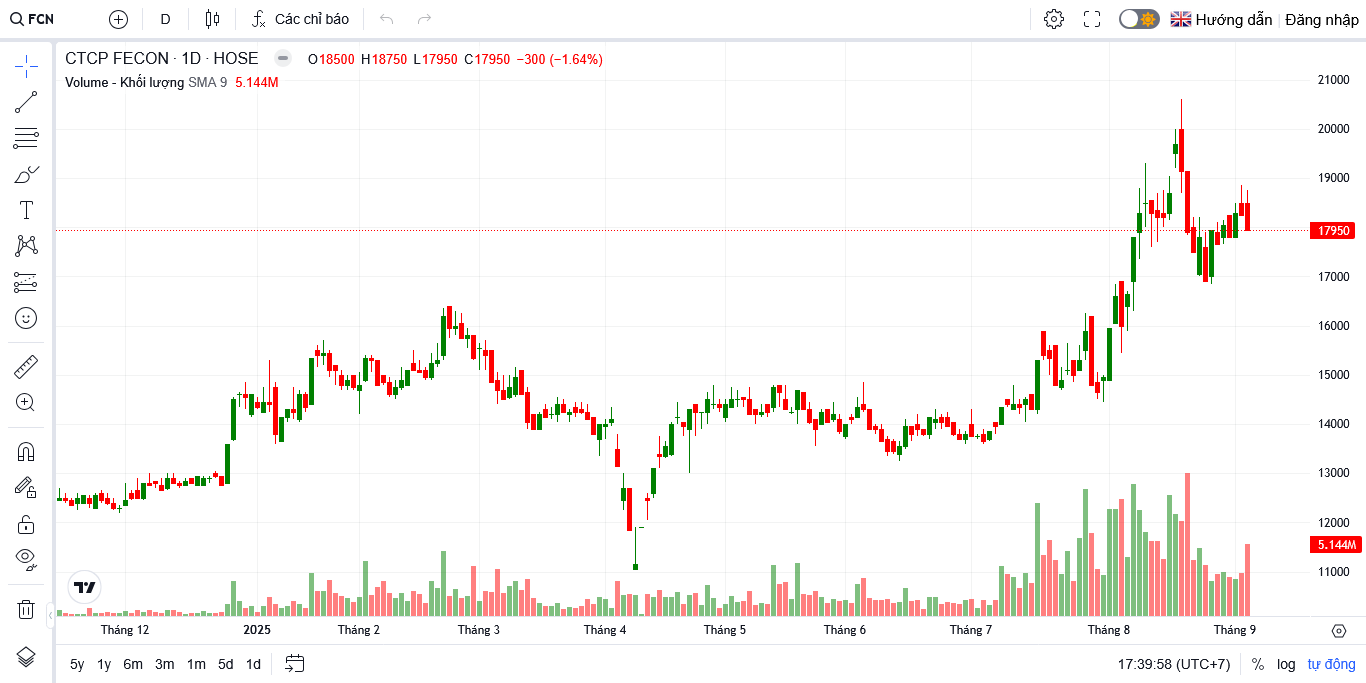 FCN D Các chỉ báo Hướng dẫn Đăng nhập
CTCP FECON · 1D · HOSE O18500 H18750 L17950 C17950 −300 (−1.64%)
Volume - Khối lượng SMA 9 5.144M
21000
20000
19000
17950
17000
16000
15000
14000
13000
12000
5.144M
11000
Tháng 12 2025 Tháng 2 Tháng 3 Tháng 4 Tháng 5 Tháng 6 Tháng 7 Tháng 8 Tháng 9
5y 1y 6m 3m 1m 5d 1d 17:39:58 (UTC+7) % log tự động